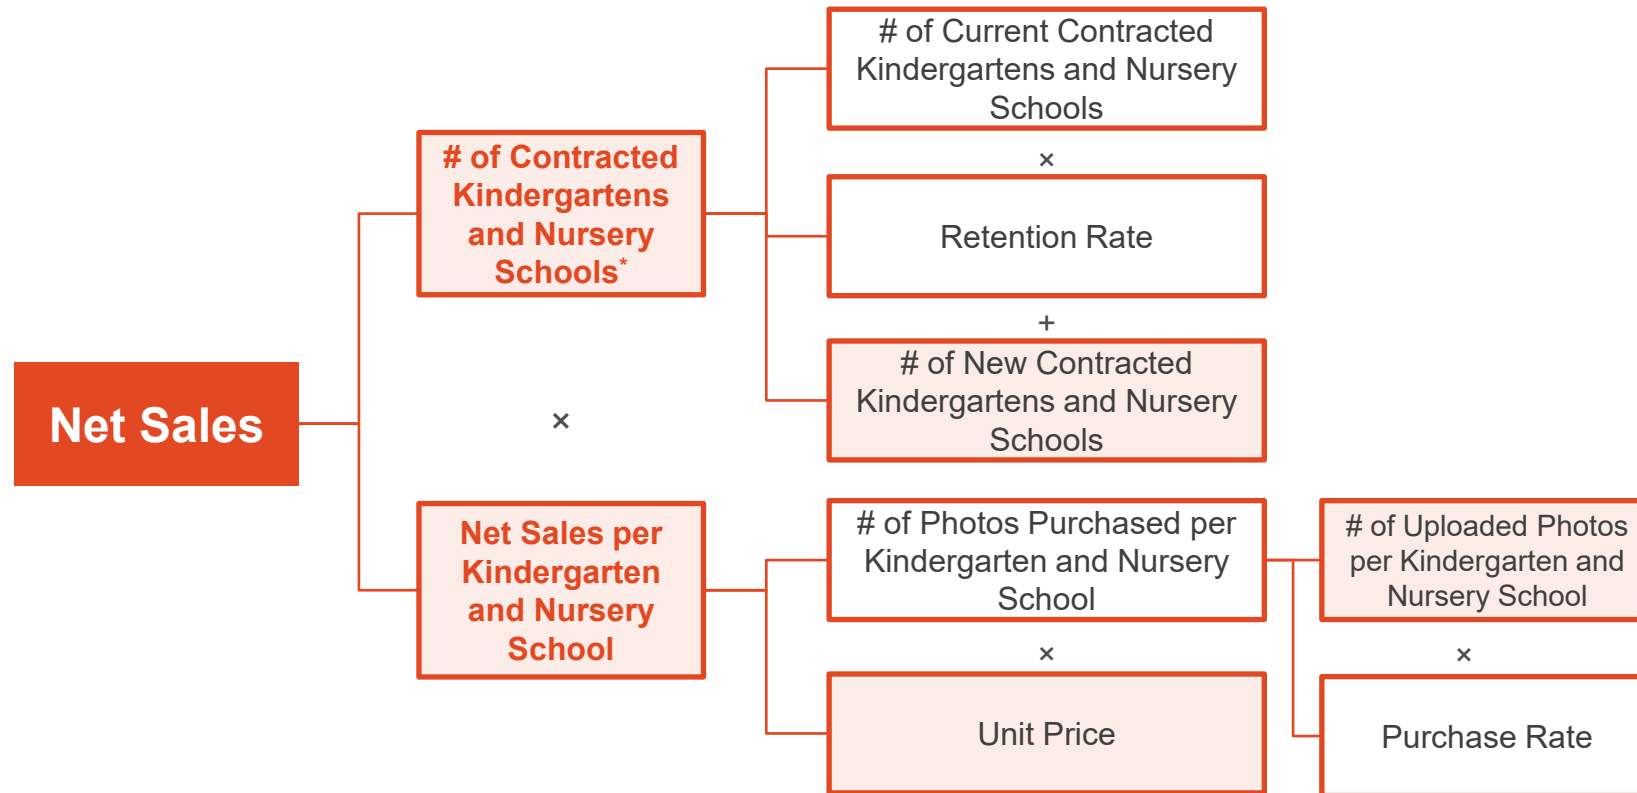 # of Current Contracted
Kindergartens and Nursery
Schools
×
# of Contracted
Kindergartens
and Nursery
Schools*
Retention Rate
+
# of New Contracted
Kindergartens and Nursery
Schools
Net Sales
×
Net Sales per
Kindergarten
and Nursery
School
# of Photos Purchased per
Kindergarten and Nursery
School
# of Uploaded Photos
per Kindergarten and
Nursery School
×
×
Unit Price
Purchase Rate